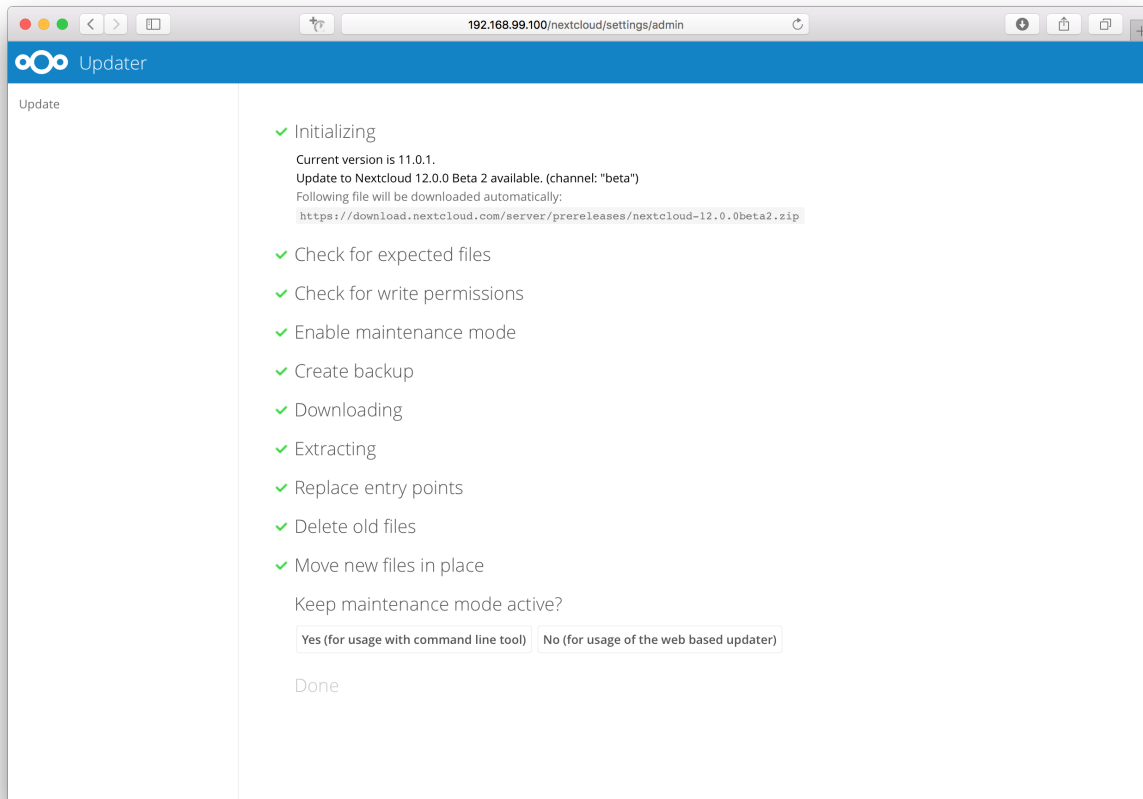 192.168.99.100/nextcloud/settings/admin
Updater
Update
Initializing
Current version is 11.0.1.
Update to Nextcloud 12.0.0 Beta 2 available. (channel: "beta")
Following file will be downloaded automatically:
https://download.nextcloud.com/server/prereleases/nextcloud-12.0.0beta2.zip
Check for expected files
Check for write permissions
Enable maintenance mode
Create backup
Downloading
Extracting
Replace entry points
Delete old files
Move new files in place
Keep maintenance mode active?
Yes (for usage with command line tool) No (for usage of the web based updater)
Done